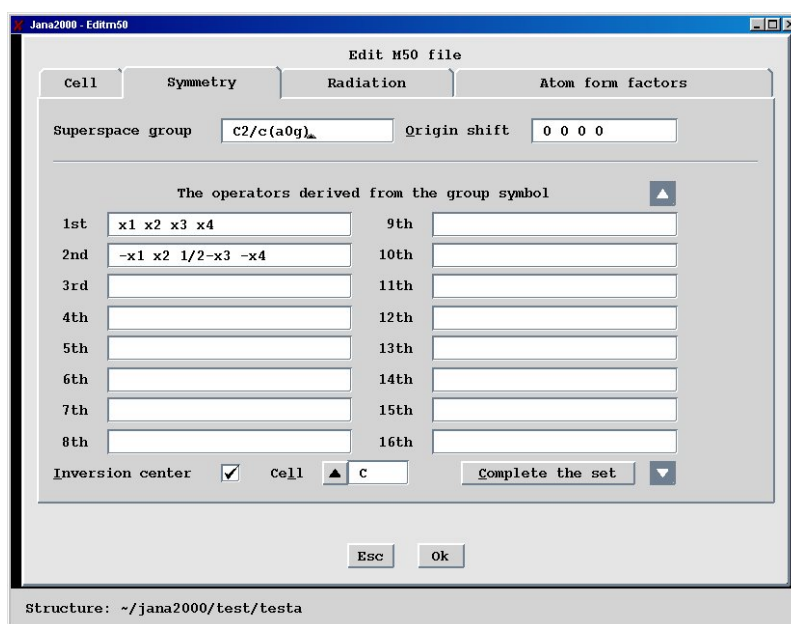 Jana2000 - Editm50
Edit M50 file
Cell Symmetry Radiation Atom form factors
Superspace group C2/c(a0g) Origin shift 0 0 0 0
The operators derived from the group symbol
1st x1 x2 x3 x4 9th
2nd -x1 x2 1/2-x3 -x4 10th
3rd 11th
4th 12th
5th 13th
6th 14th
7th 15th
8th 16th
Inversion center Cell C Complete the set
Esc Ok
Structure: ~/jana2000/test/testa